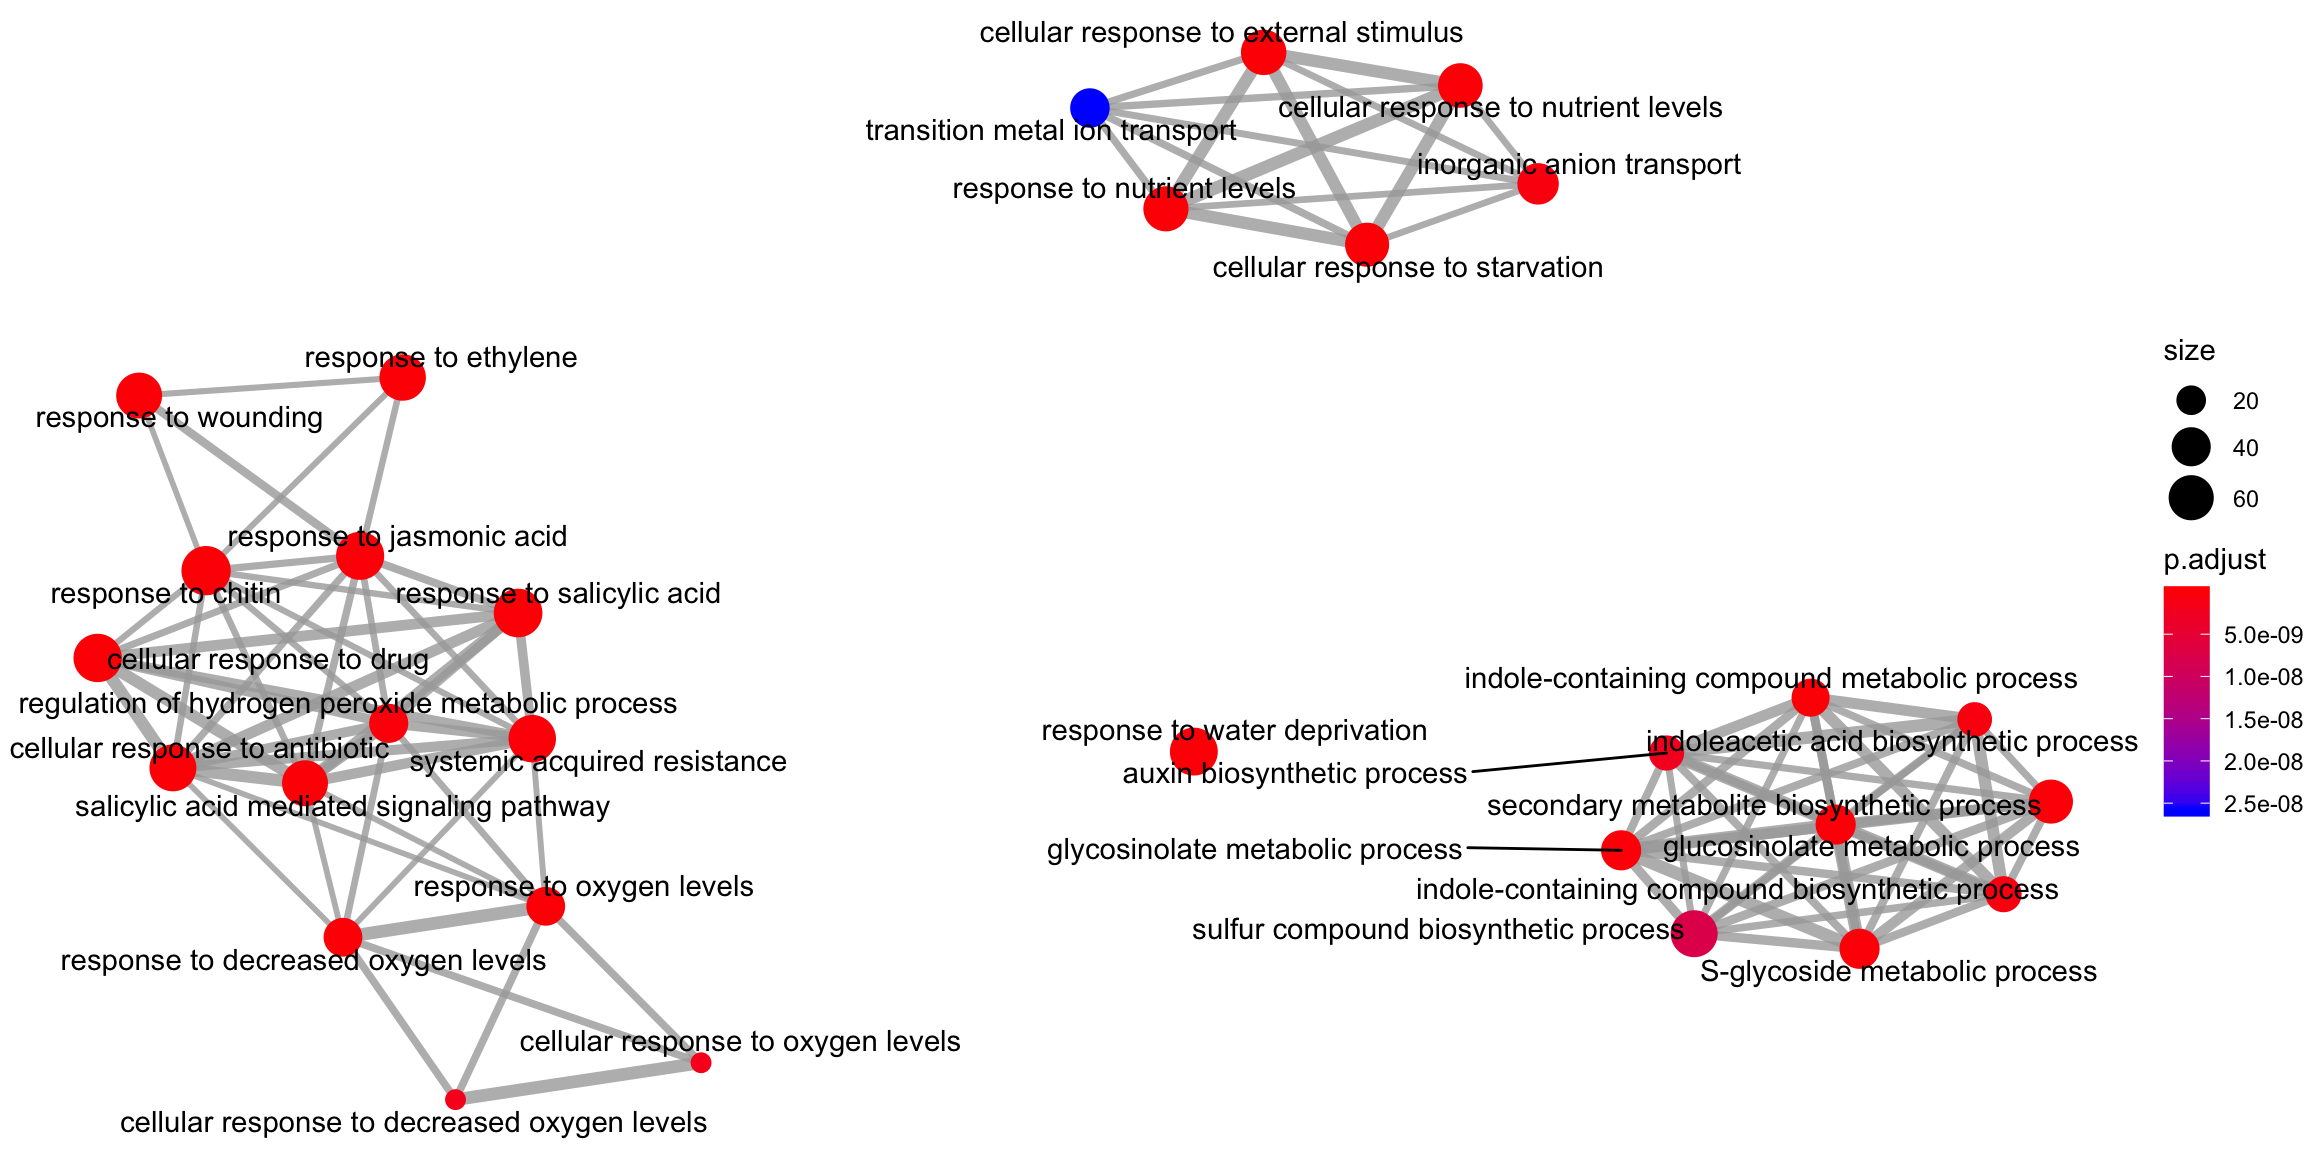 cellular response to external stimulus
cellular response to nutrient levels
transition metal ion transport
inorganic anion transport
response to nutrient levels
cellular response to starvation
response to ethylene
response to wounding
response to jasmonic acid
response to chitin
response to salicylic acid
cellular response to drug
regulation of hydrogen peroxide metabolic process
cellular response to antibiotic
systemic acquired resistance
salicylic acid mediated signaling pathway
response to oxygen levels
response to decreased oxygen levels
cellular response to oxygen levels
cellular response to decreased oxygen levels
response to water deprivation
indole-containing compound metabolic process
indoleacetic acid biosynthetic process
auxin biosynthetic process
secondary metabolite biosynthetic process
glycosinolate metabolic process
glucosinolate metabolic process
indole-containing compound biosynthetic process
sulfur compound biosynthetic process
S-glycoside metabolic process
size
20
40
60
p.adjust
5.0e-09
1.0e-08
1.5e-08
2.0e-08
2.5e-08